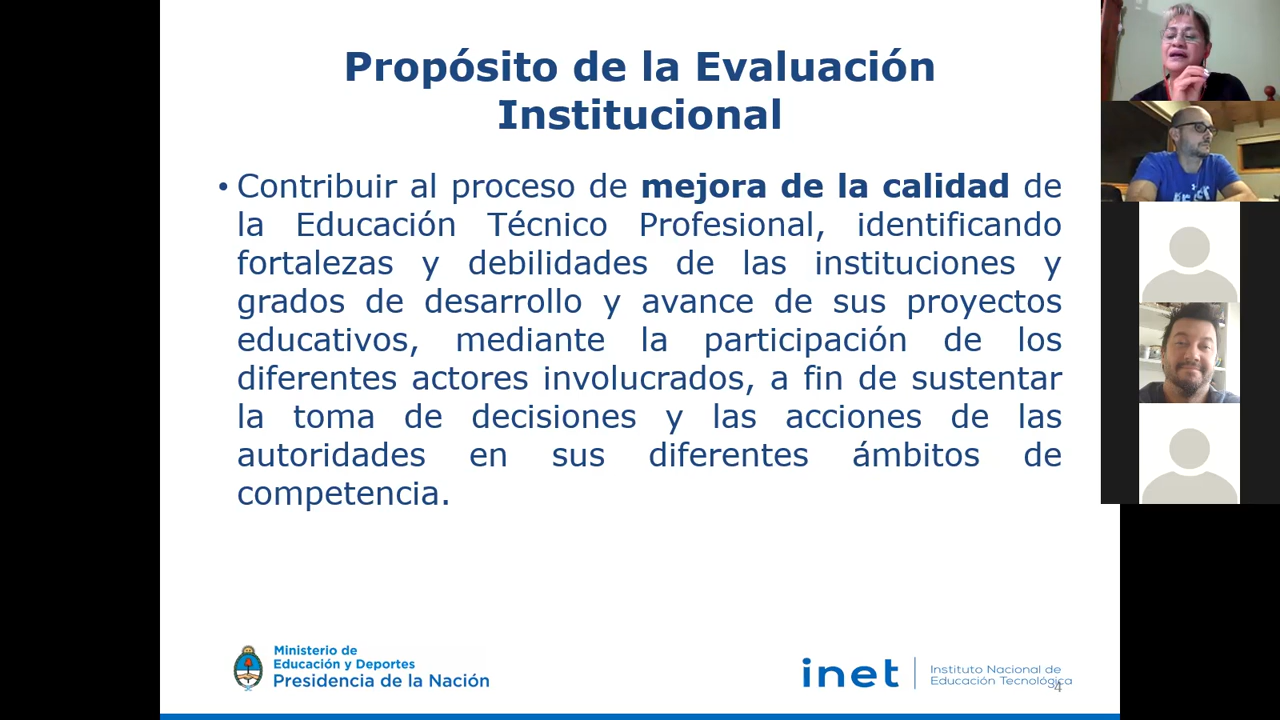 Propósito de la Evaluación
Institucional
• Contribuir al proceso de mejora de la calidad de
la Educación Técnico Profesional, identificando
fortalezas y debilidades de las instituciones y
grados de desarrollo y avance de sus proyectos
educativos, mediante la participación de los
diferentes actores involucrados, a fin de sustentar
la toma de decisiones y las acciones de las
autoridades en sus diferentes ámbitos de
competencia.
Ministerio de
Educación y Deportes
Presidencia de la Nación
inet
Instituto Nacional de
Educación Tecnológica
4